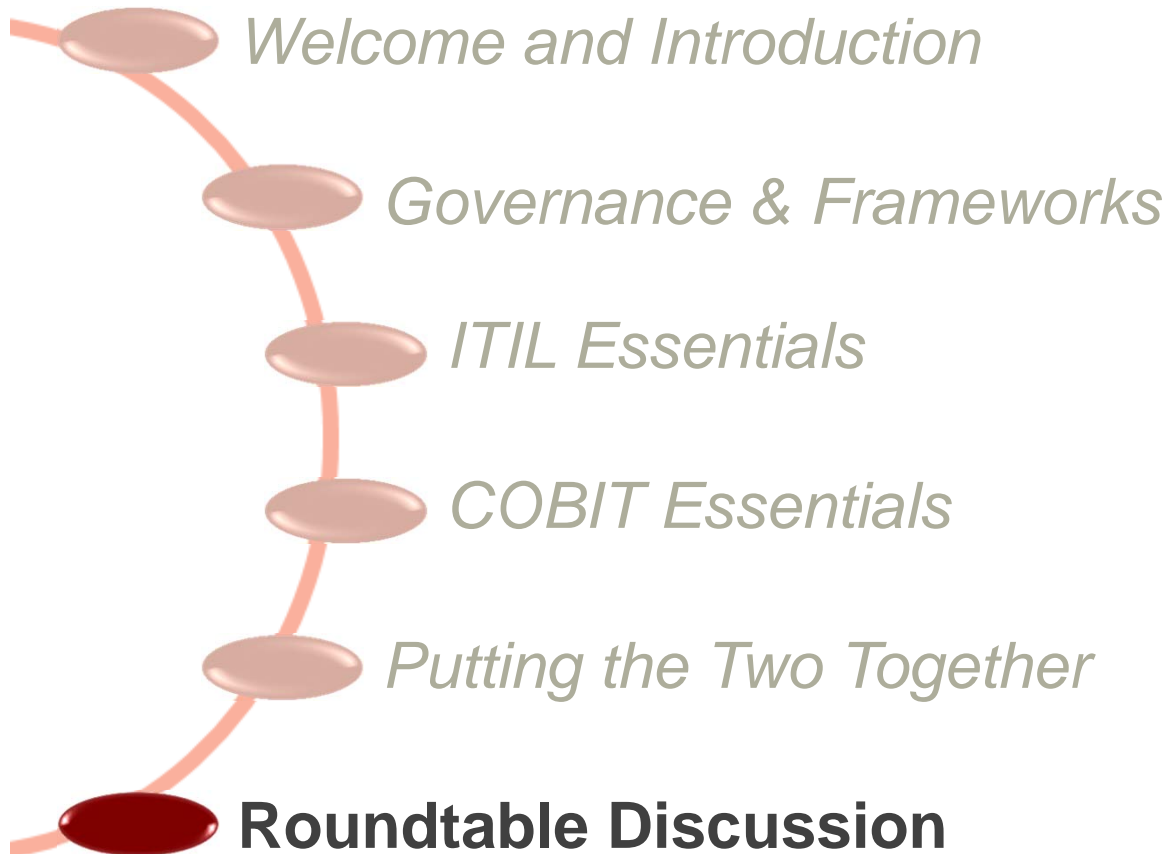 Welcome and Introduction
Governance & Frameworks
ITIL Essentials
COBIT Essentials
Putting the Two Together
Roundtable Discussion